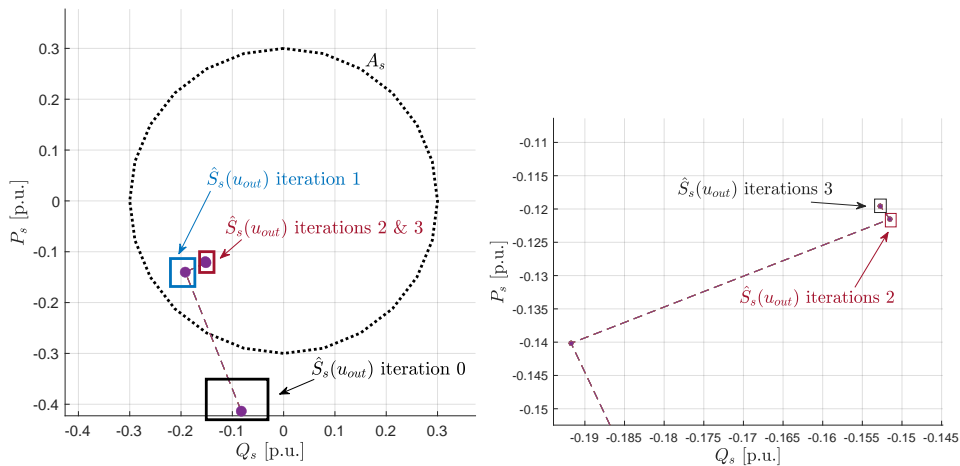 0.3
0.2
0.1
0
-0.1
-0.2
-0.3
-0.4
P_s [p.u.]
A_s
Ŝ_s(u_out) iteration 1
Ŝ_s(u_out) iterations 2 & 3
Ŝ_s(u_out) iteration 0
-0.4 -0.3 -0.2 -0.1 0 0.1 0.2 0.3
Q_s [p.u.]
-0.11
-0.115
-0.12
-0.125
-0.13
-0.135
-0.14
-0.145
-0.15
P_s [p.u.]
Ŝ_s(u_out) iterations 3
Ŝ_s(u_out) iterations 2
-0.19 -0.185 -0.18 -0.175 -0.17 -0.165 -0.16 -0.155 -0.15 -0.145
Q_s [p.u.]